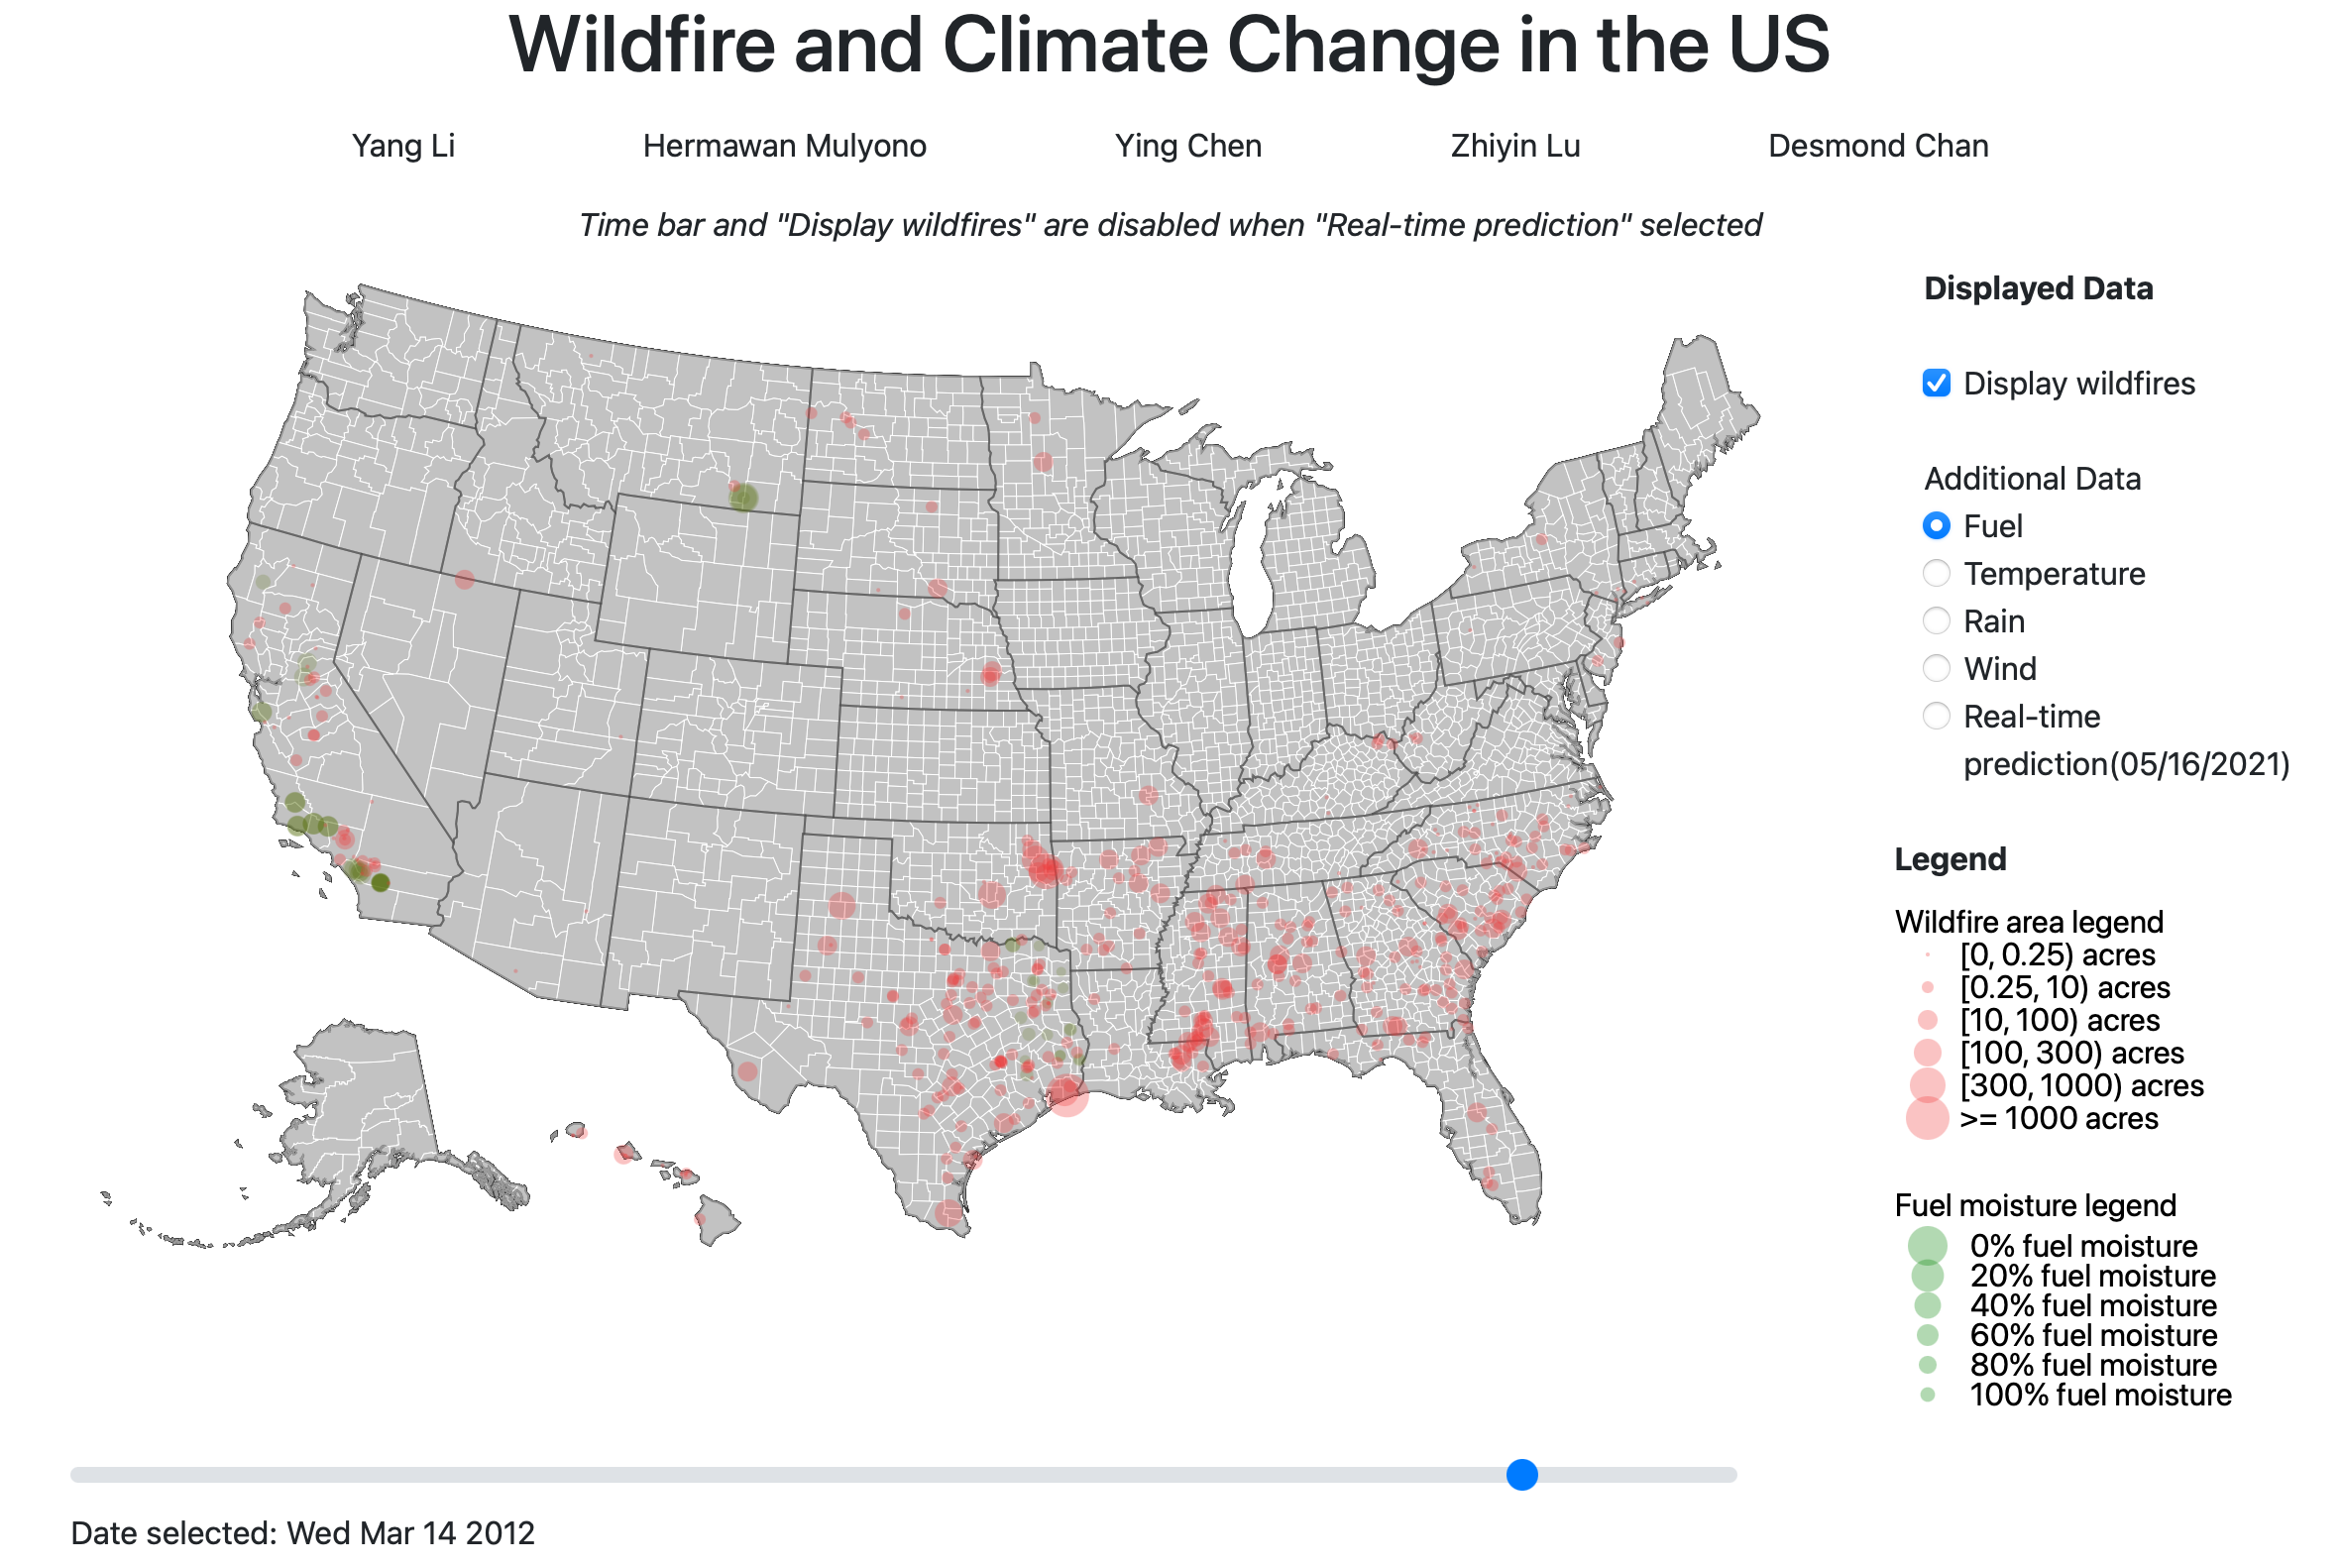 Wildfire and Climate Change in the US
Yang Li Hermawan Mulyono Ying Chen Zhiyin Lu Desmond Chan
Time bar and "Display wildfires" are disabled when "Real-time prediction" selected
Displayed Data
Display wildfires
Additional Data
Fuel
Temperature
Rain
Wind
Real-time
prediction(05/16/2021)
Legend
Wildfire area legend
[0, 0.25) acres
[0.25, 10) acres
[10, 100) acres
[100, 300) acres
[300, 1000) acres
>= 1000 acres
Fuel moisture legend
0% fuel moisture
20% fuel moisture
40% fuel moisture
60% fuel moisture
80% fuel moisture
100% fuel moisture
Date selected: Wed Mar 14 2012